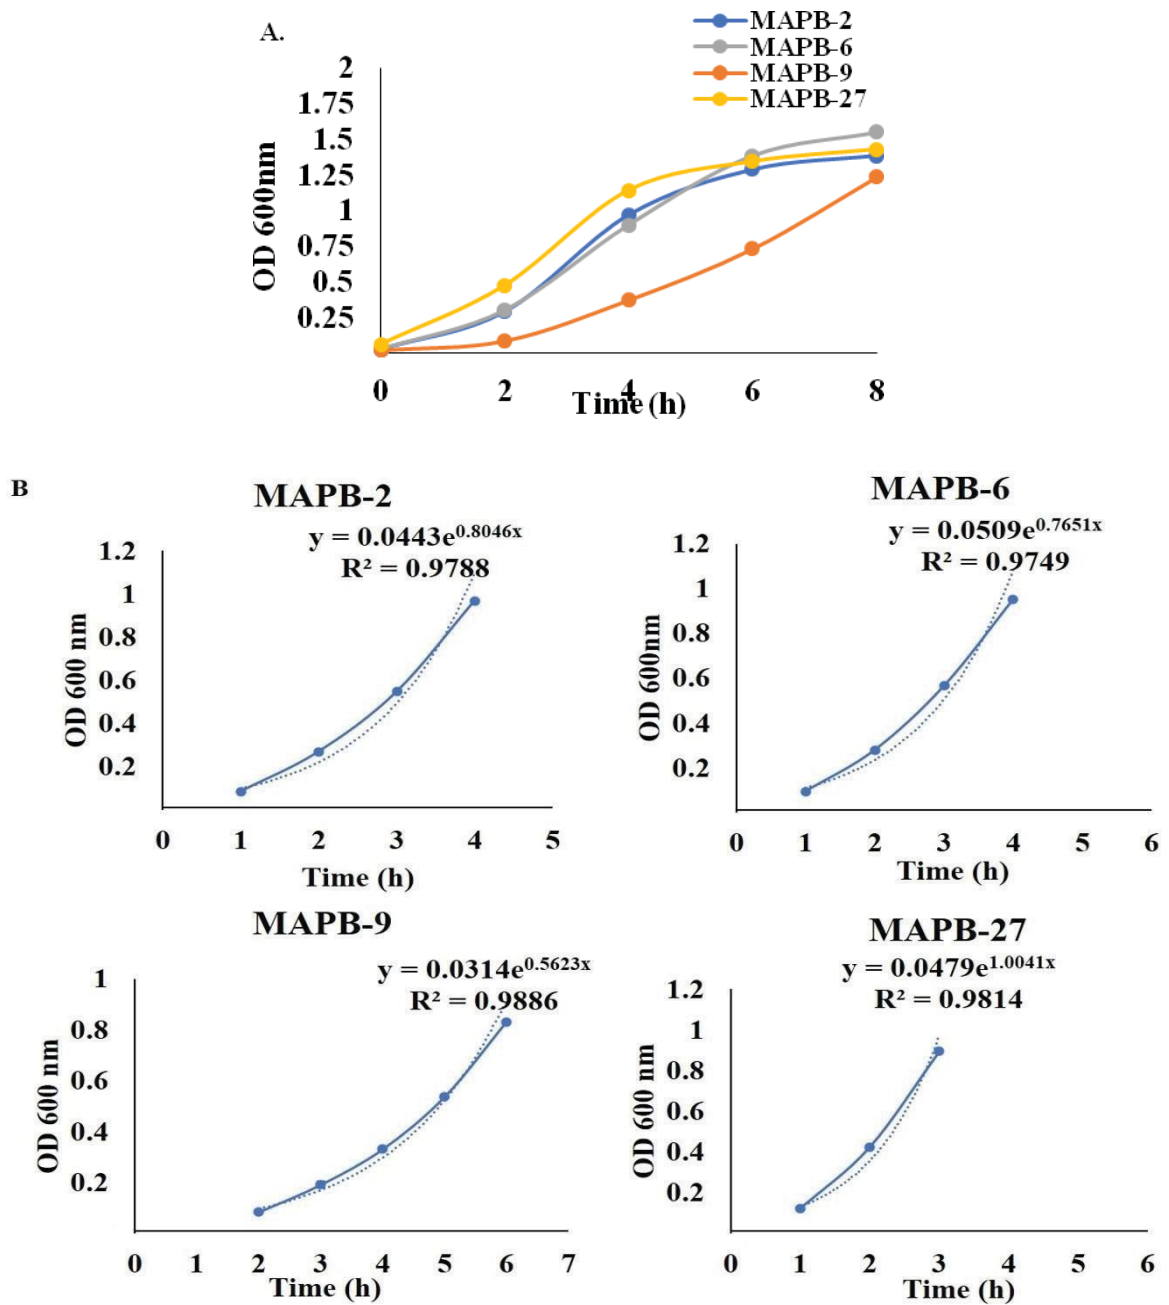 A.
MAPB-2
MAPB-6
MAPB-9
MAPB-27
2
1.75
1.5
1.25
1
0.75
0.5
0.25
OD 600nm
0 2 4 6 8
Time (h)
B
MAPB-2
y = 0.0443e^0.8046x
R² = 0.9788
1.2
1
0.8
0.6
0.4
0.2
OD 600 nm
0 1 2 3 4 5
Time (h)
MAPB-6
y = 0.0509e^0.7651x
R² = 0.9749
1.2
1
0.8
0.6
0.4
0.2
OD 600nm
0 1 2 3 4 5 6
Time (h)
MAPB-9
y = 0.0314e^0.5623x
R² = 0.9886
1
0.8
0.6
0.4
0.2
OD 600 nm
0 1 2 3 4 5 6 7
Time (h)
MAPB-27
y = 0.0479e^1.0041x
R² = 0.9814
1.2
1
0.8
0.6
0.4
0.2
OD 600 nm
0 1 2 3 4 5 6
Time (h)